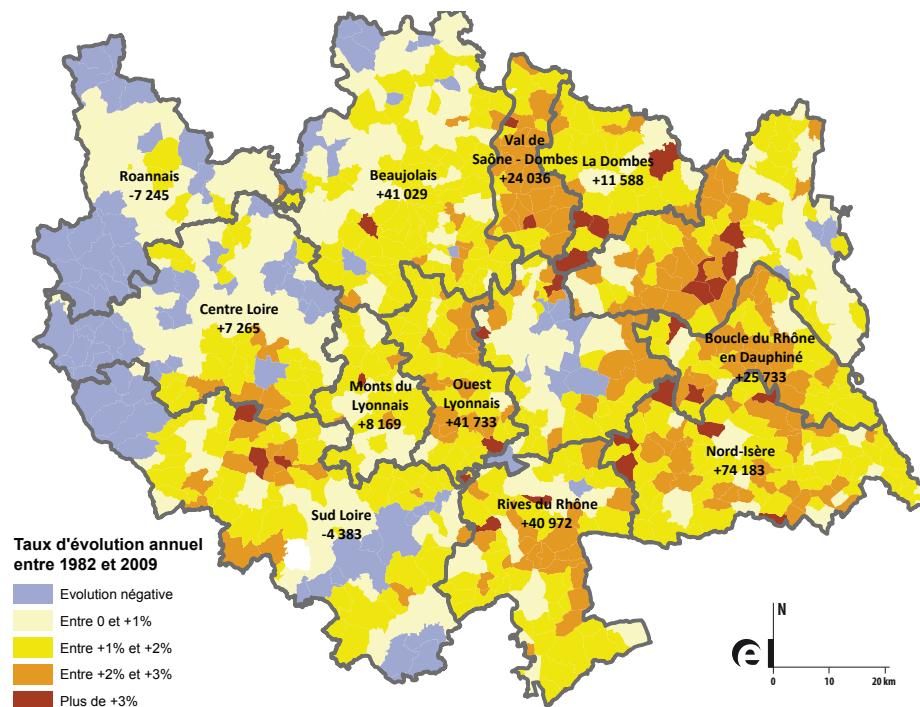 Roannais
-7 245
Beaujolais
+41 029
Val de
Saône - Dombes
+24 036
La Dombes
+11 588
Centre Loire
+7 265
Monts du
Lyonnais
+8 169
Ouest
Lyonnais
+41 733
Boucle du Rhône
en Dauphiné
+25 733
Nord-Isère
+74 183
Sud Loire
-4 383
Rives du Rhône
+40 972
Taux d'évolution annuel
entre 1982 et 2009
Evolution négative
Entre 0 et +1%
Entre +1% et +2%
Entre +2% et +3%
Plus de +3%
N
el
0 10 20 km